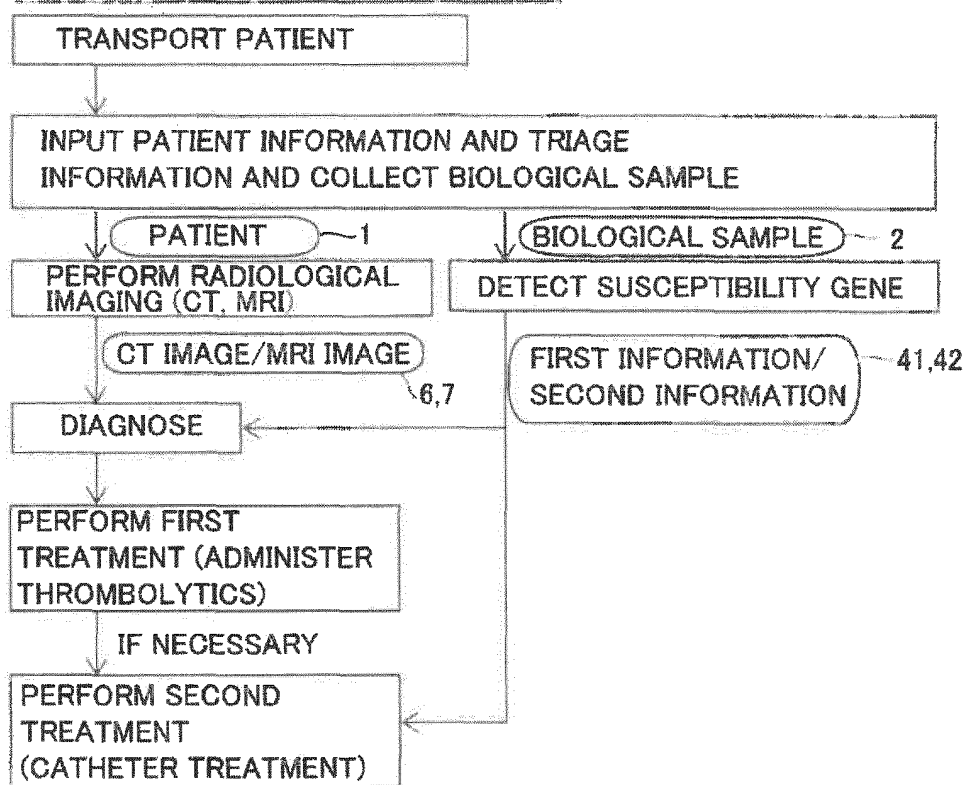 TRANSPORT PATIENT
INPUT PATIENT INFORMATION AND TRIAGE
INFORMATION AND COLLECT BIOLOGICAL SAMPLE
PATIENT
1
BIOLOGICAL SAMPLE
2
PERFORM RADIOLOGICAL
IMAGING (CT, MRI)
DETECT SUSCEPTIBILITY GENE
CT IMAGE/MRI IMAGE
6,7
FIRST INFORMATION/
SECOND INFORMATION
41,42
DIAGNOSE
PERFORM FIRST
TREATMENT (ADMINISTER
THROMBOLYTICS)
IF NECESSARY
PERFORM SECOND
TREATMENT
(CATHETER TREATMENT)